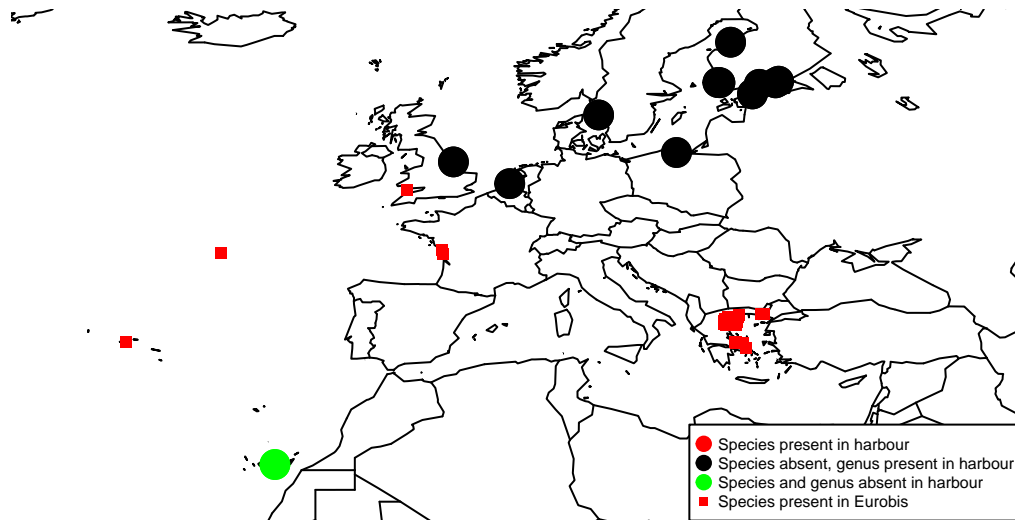 Species present in harbour
Species absent, genus present in harbour
Species and genus absent in harbour
Species present in Eurobis